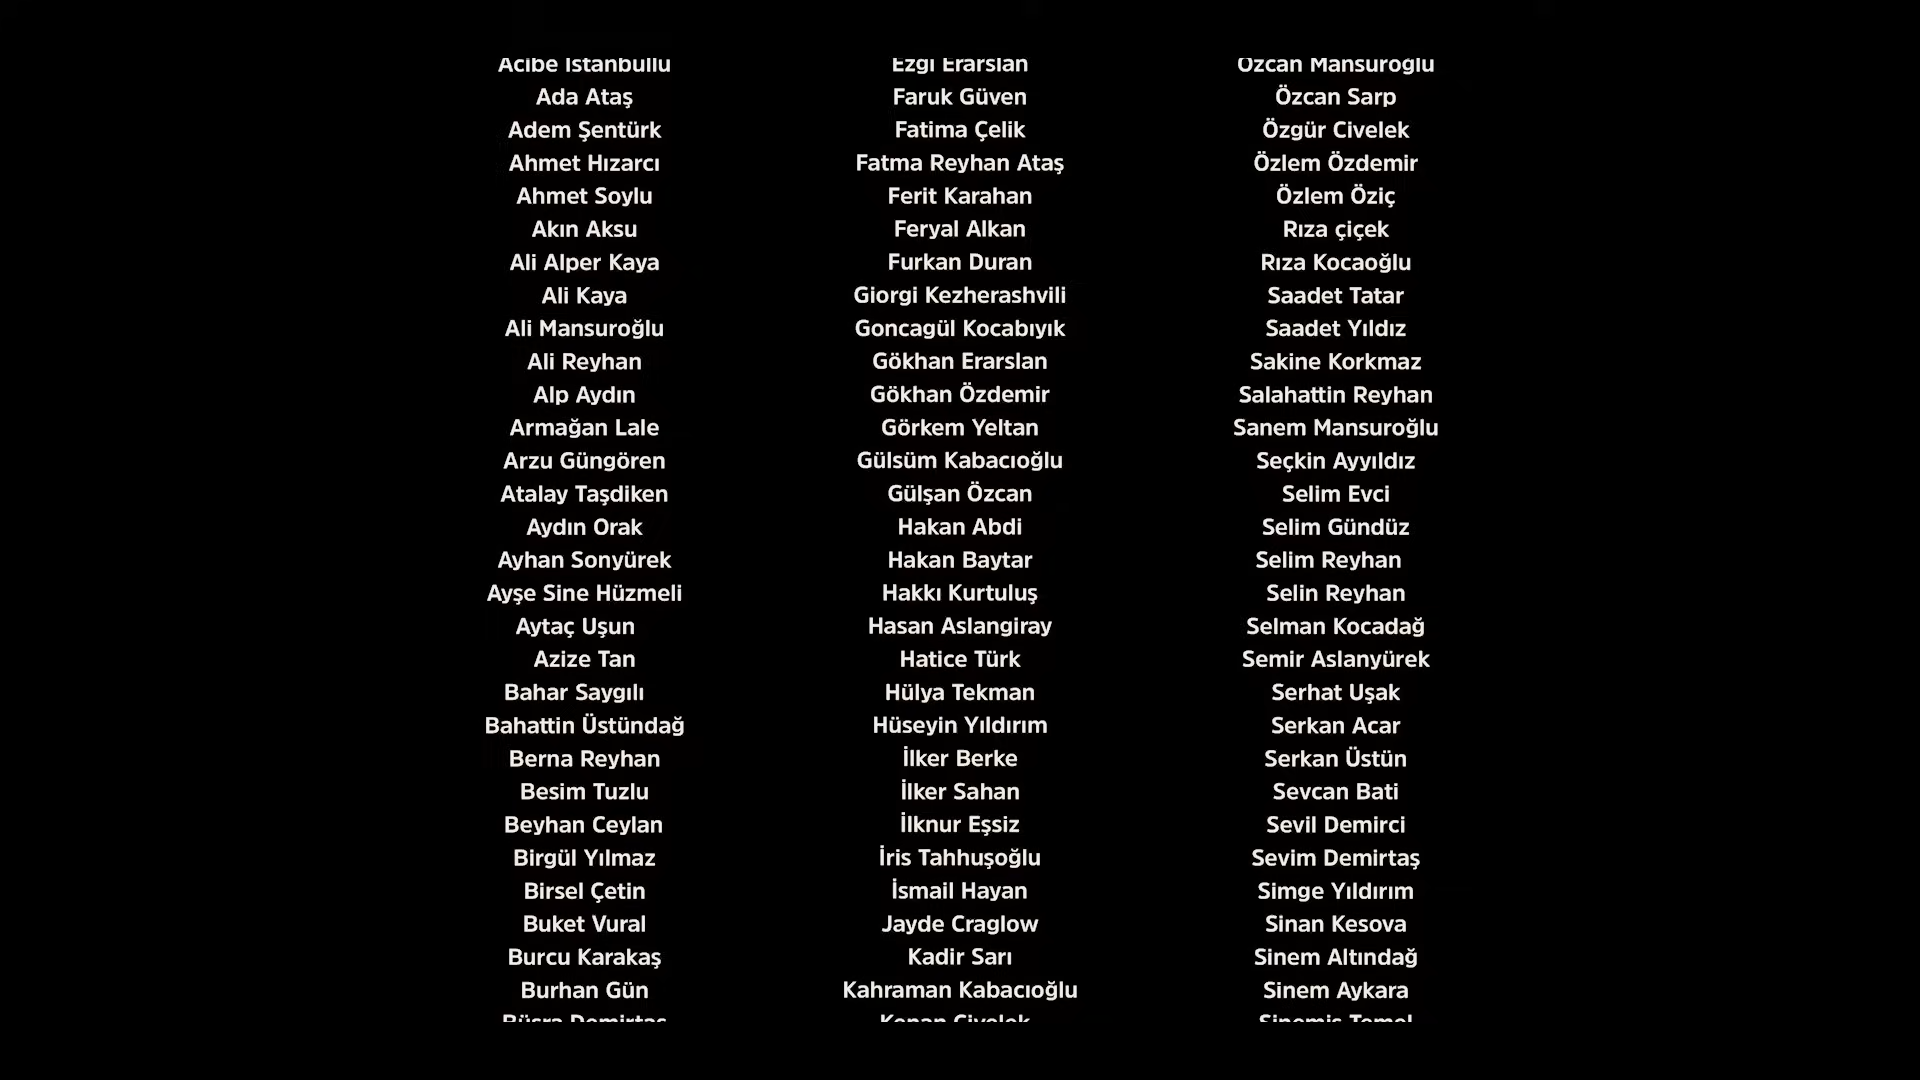 Acibe İstanbullu
Ada Ataş
Adem Şentürk
Ahmet Hızarcı
Ahmet Soylu
Akın Aksu
Ali Alper Kaya
Ali Kaya
Ali Mansuroğlu
Ali Reyhan
Alp Aydın
Armağan Lale
Arzu Güngören
Atalay Taşdiken
Aydın Orak
Ayhan Sonyürek
Ayşe Sine Hüzmeli
Aytaç Uşun
Azize Tan
Bahar Saygılı
Bahattin Üstündağ
Berna Reyhan
Besim Tuzlu
Beyhan Ceylan
Birgül Yılmaz
Birsel Çetin
Buket Vural
Burcu Karakaş
Burhan Gün
Büşra Demirtaş
Ezgi Erarslan
Faruk Güven
Fatima Çelik
Fatma Reyhan Ataş
Ferit Karahan
Feryal Alkan
Furkan Duran
Giorgi Kezherashvili
Goncagül Kocabıyık
Gökhan Erarslan
Gökhan Özdemir
Görkem Yeltan
Gülsüm Kabacıoğlu
Gülşan Özcan
Hakan Abdi
Hakan Baytar
Hakkı Kurtuluş
Hasan Aslangiray
Hatice Türk
Hülya Tekman
Hüseyin Yıldırım
İlker Berke
İlker Sahan
İlknur Eşsiz
İris Tahhuşoğlu
İsmail Hayan
Jayde Craglow
Kadir Sarı
Kahraman Kabacıoğlu
Kenan Civelek
Özcan Mansuroğlu
Özcan Sarp
Özgür Civelek
Özlem Özdemir
Özlem Öziç
Rıza çiçek
Rıza Kocaoğlu
Saadet Tatar
Saadet Yıldız
Sakine Korkmaz
Salahattin Reyhan
Sanem Mansuroğlu
Seçkin Ayyıldız
Selim Evci
Selim Gündüz
Selim Reyhan
Selin Reyhan
Selman Kocadağ
Semir Aslanyürek
Serhat Uşak
Serkan Acar
Serkan Üstün
Sevcan Bati
Sevil Demirci
Sevim Demirtaş
Simge Yıldırım
Sinan Kesova
Sinem Altındağ
Sinem Aykara
Sinemis Temel